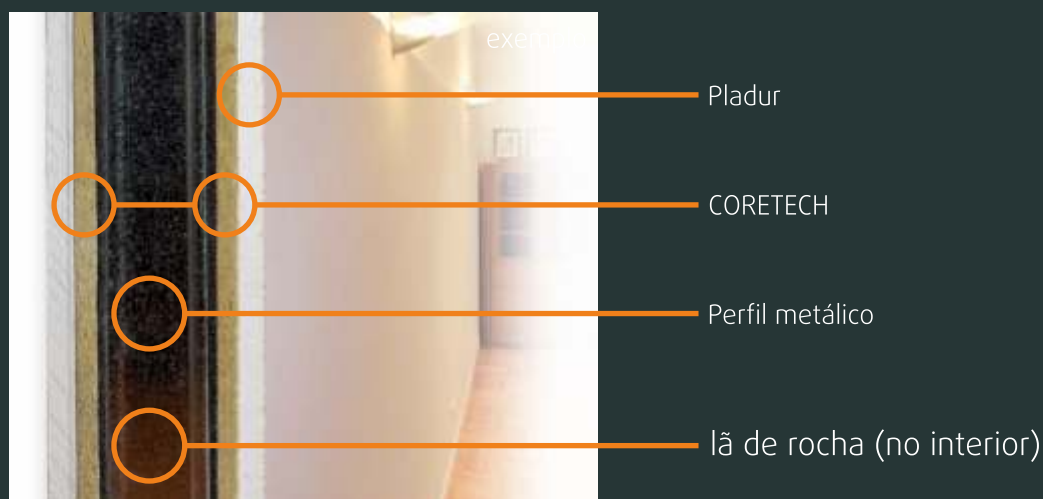 Pladur
CORETECH
Perfil metálico
lã de rocha (no interior)